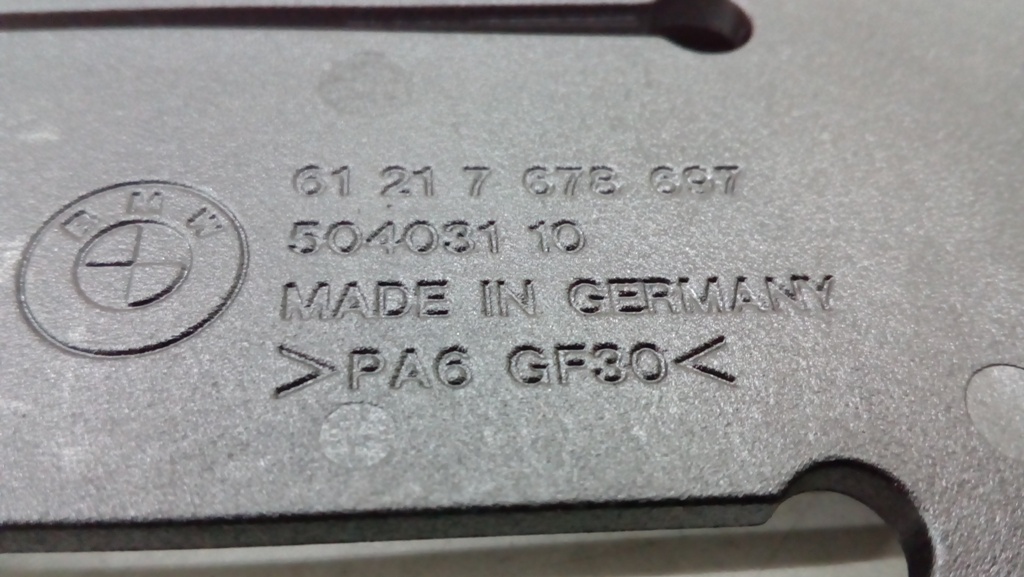 BMW
61 21 7 678 697
504031 10
MADE IN GERMANY
>PA6 GF30<